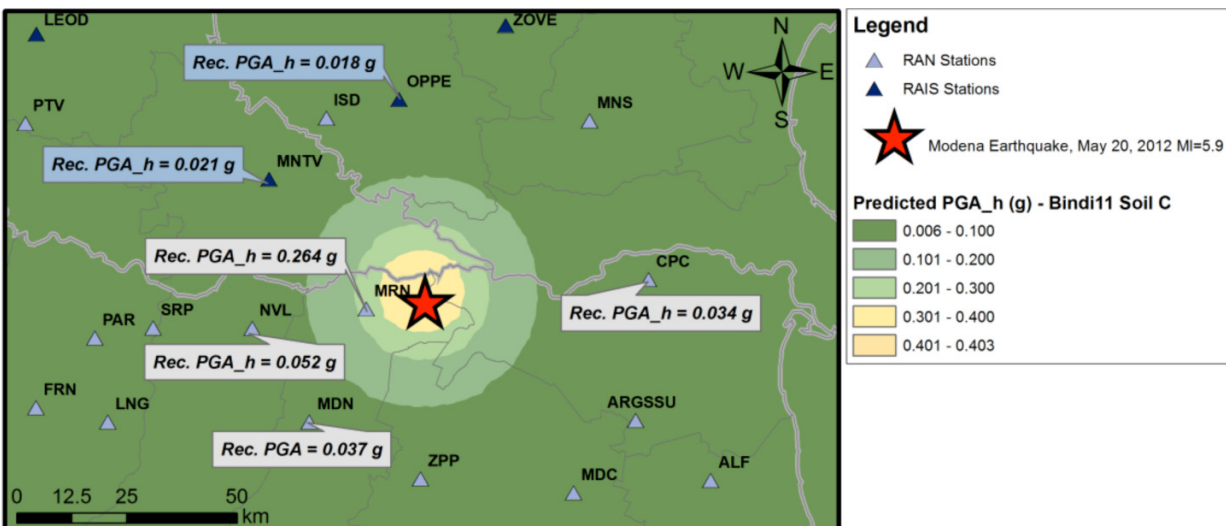 LEOD
ZOVE
N
W E
S
Rec. PGA_h = 0.018 g
OPPE
PTV
ISD
MNS
MNTV
Rec. PGA_h = 0.021 g
Rec. PGA_h = 0.264 g
CPC
MRN
Rec. PGA_h = 0.034 g
PAR
SRP
NVL
Rec. PGA_h = 0.052 g
FRN
LNG
MDN
ARGSSU
Rec. PGA = 0.037 g
ZPP
MDC
ALF
0 12.5 25 50
km
Legend
RAN Stations
RAIS Stations
Modena Earthquake, May 20, 2012 Ml=5.9
Predicted PGA_h (g) - Bindi11 Soil C
0.006 - 0.100
0.101 - 0.200
0.201 - 0.300
0.301 - 0.400
0.401 - 0.403